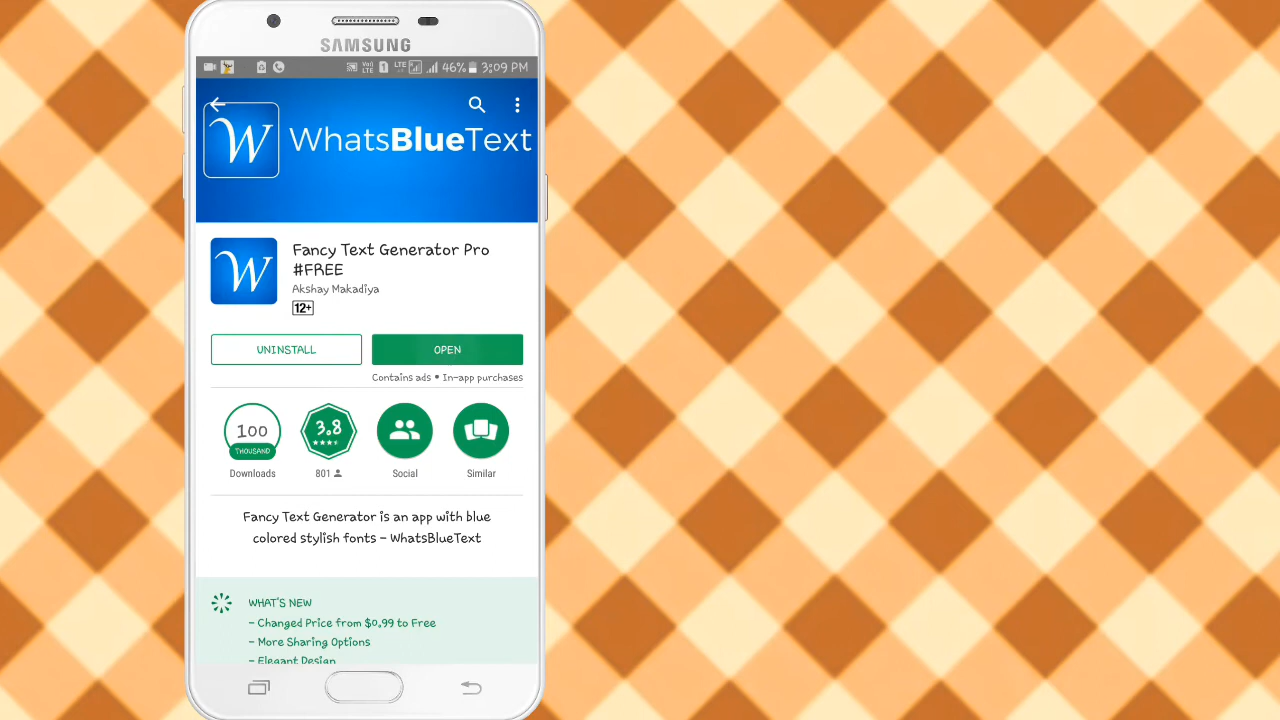 SAMSUNG
46% 3:09 PM
W WhatsBlueText
W
Fancy Text Generator Pro
#FREE
Akshay Makadiya
12+
UNINSTALL
OPEN
Contains ads • In-app purchases
100
THOUSAND
3.8
Downloads
801
Social
Similar
Fancy Text Generator is an app with blue
colored stylish fonts - WhatsBlueText
WHAT'S NEW
- Changed Price from $0.99 to Free
- More Sharing Options
- Elegant Design